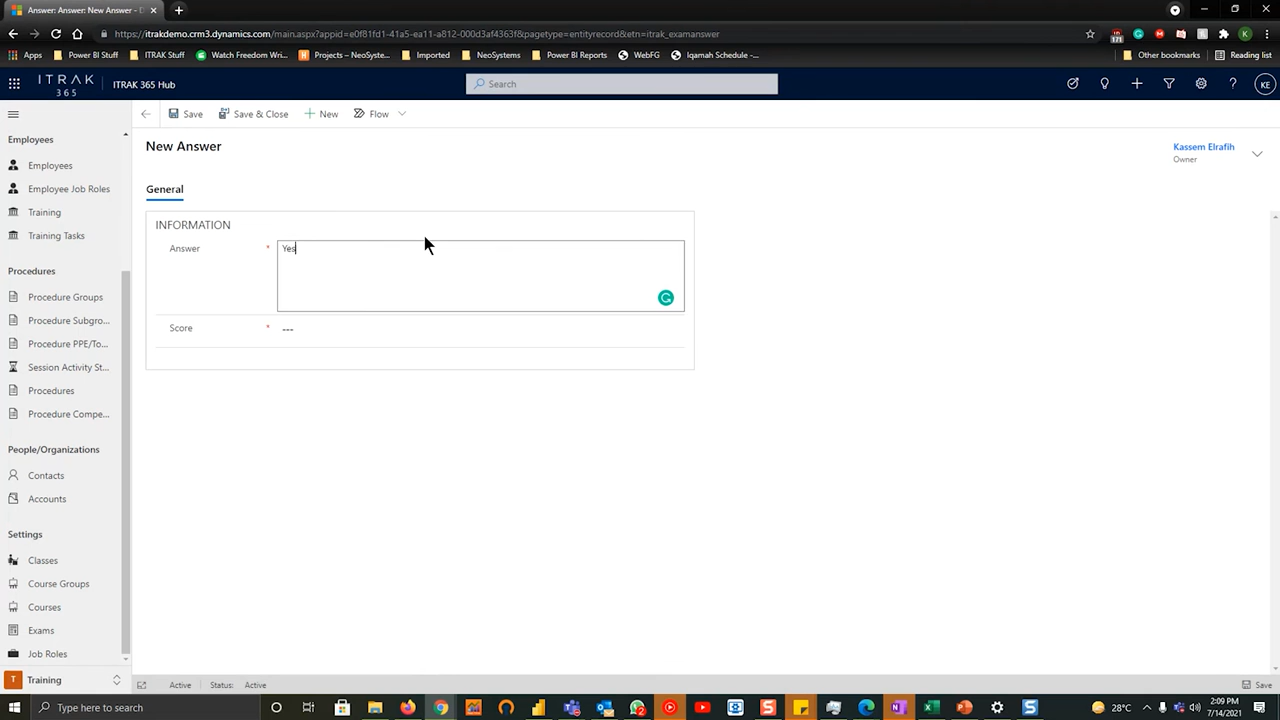 Answer: Answer: New Answer - D
https://itrakdemo.crm3.dynamics.com/main.aspx?appid=e0f81fd1-41a5-ea11-a812-000d3af4363f&pagetype=entityrecord&etn=itrak_examanswer
Apps
Power BI Stuff
ITRAK Stuff
Watch Freedom Wri...
Projects – NeoSyste...
Imported
NeoSystems
Power BI Reports
WebFG
Iqamah Schedule -...
Other bookmarks
Reading list
171
ITRAK
365
ITRAK 365 Hub
Search
KE
Save
Save & Close
New
Flow
New Answer
Kassem Elrafih
Owner
General
INFORMATION
Answer * Yes
Score * ---
Employees
Employees
Employee Job Roles
Training
Training Tasks
Procedures
Procedure Groups
Procedure Subgro...
Procedure PPE/To...
Session Activity St...
Procedures
Procedure Compe...
People/Organizations
Contacts
Accounts
Settings
Classes
Course Groups
Courses
Exams
Job Roles
T Training
Active Status: Active
Save
Type here to search
28°C
2:09 PM
7/14/2021